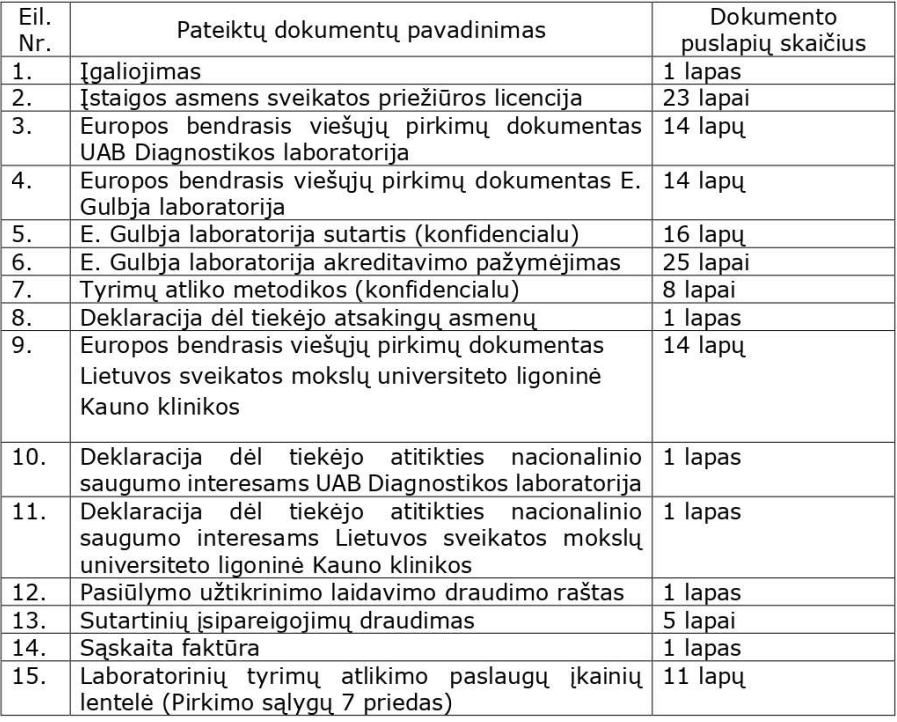 Eil. Nr. Pateiktų dokumentų pavadinimas Dokumento puslapių skaičius
1. Įgaliojimas 1 lapas
2. Įstaigos asmens sveikatos priežiūros licencija 23 lapai
3. Europos bendrasis viešųjų pirkimų dokumentas 14 lapų
UAB Diagnostikos laboratorija
4. Europos bendrasis viešųjų pirkimų dokumentas E. 14 lapų
Gulbja laboratorija
5. E. Gulbja laboratorija sutartis (konfidencialu) 16 lapų
6. E. Gulbja laboratorija akreditavimo pažymėjimas 25 lapai
7. Tyrimų atliko metodikos (konfidencialu) 8 lapai
8. Deklaracija dėl tiekėjo atsakingų asmenų 1 lapas
9. Europos bendrasis viešųjų pirkimų dokumentas 14 lapų
Lietuvos sveikatos mokslų universiteto ligoninė
Kauno klinikos
10. Deklaracija dėl tiekėjo atitikties nacionalinio 1 lapas
saugumo interesams UAB Diagnostikos laboratorija
11. Deklaracija dėl tiekėjo atitikties nacionalinio 1 lapas
saugumo interesams Lietuvos sveikatos mokslų
universiteto ligoninė Kauno klinikos
12. Pasiūlymo užtikrinimo laidavimo draudimo raštas 1 lapas
13. Sutartinių įsipareigojimų draudimas 5 lapai
14. Sąskaita faktūra 1 lapas
15. Laboratorinių tyrimų atlikimo paslaugų įkainių 11 lapų
lentelė (Pirkimo sąlygų 7 priedas)